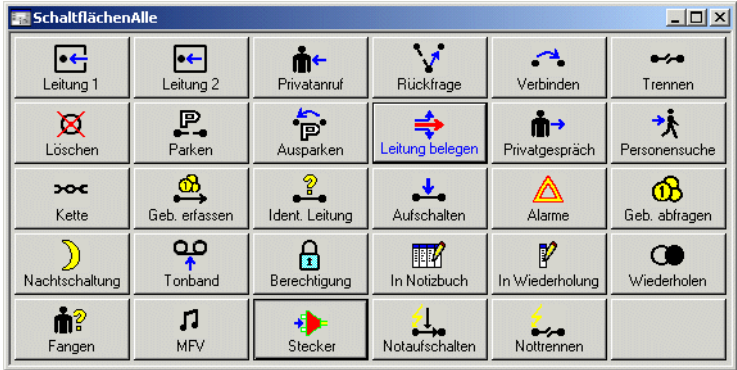 SchaltflächenAlle
Leitung 1 Leitung 2 Privatanruf Rückfrage Verbinden Trennen
Löschen Parken Ausparken Leitung belegen Privatgespräch Personensuche
Kette Geb. erfassen Ident. Leitung Aufschalten Alarme Geb. abfragen
Nachtschaltung Tonband Berechtigung In Notizbuch In Wiederholung Wiederholen
Fangen MFV Stecker Notaufschalten Nottrennen